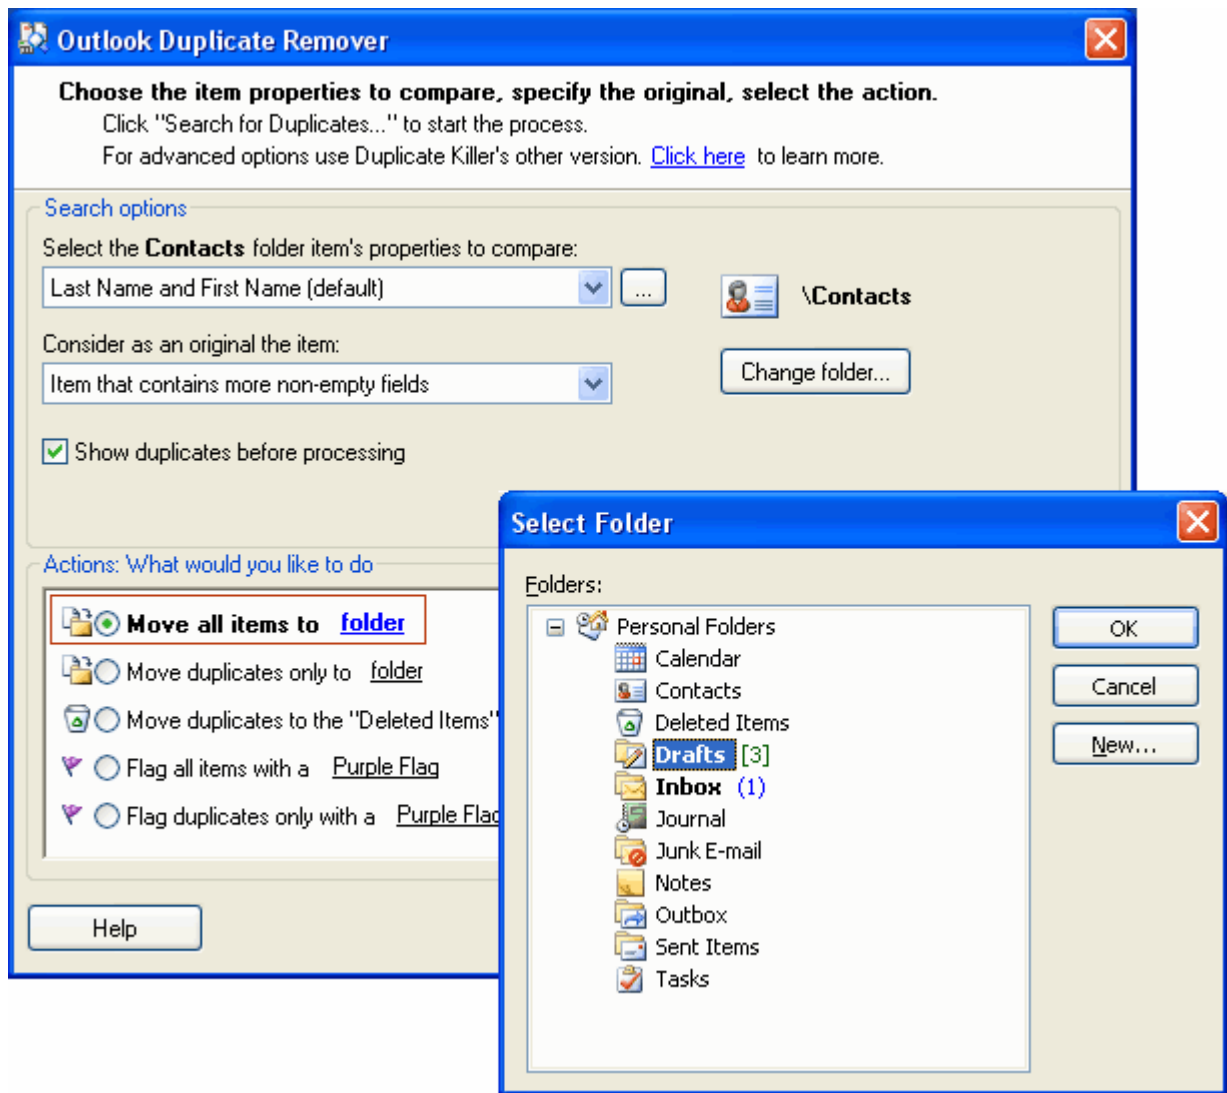 Outlook Duplicate Remover
Choose the item properties to compare, specify the original, select the action.
Click "Search for Duplicates..." to start the process.
For advanced options use Duplicate Killer's other version. Click here to learn more.
Search options
Select the Contacts folder item's properties to compare:
Last Name and First Name (default)
...
\Contacts
Consider as an original the item:
Item that contains more non-empty fields
Change folder...
Show duplicates before processing
Actions: What would you like to do
Move all items to folder
Move duplicates only to folder
Move duplicates to the "Deleted Items"
Flag all items with a Purple Flag
Flag duplicates only with a Purple Flag
Help
Select Folder
Folders:
Personal Folders
Calendar
Contacts
Deleted Items
Drafts [3]
Inbox (1)
Journal
Junk E-mail
Notes
Outbox
Sent Items
Tasks
OK
Cancel
New...